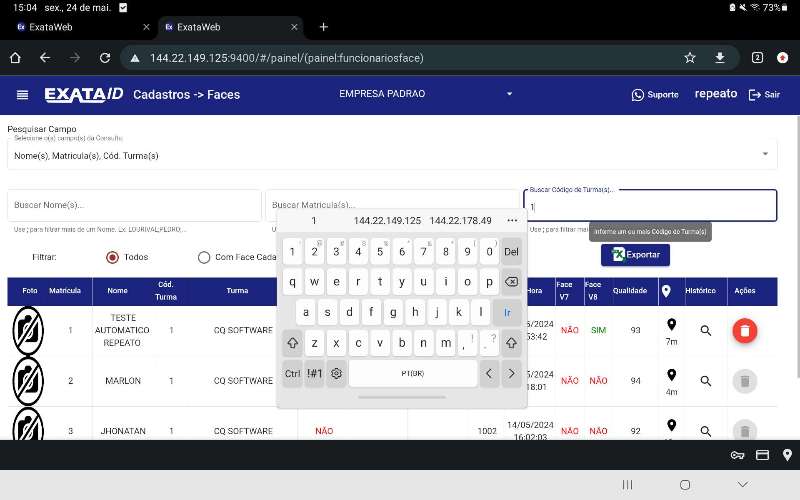 15:04 sex., 24 de mai.
73%
Ex ExataWeb
Ex ExataWeb
144.22.149.125:9400/#/painel/(painel:funcionariosface)
2
EXATA ID Cadastros -> Faces
EMPRESA PADRAO
Suporte
repeato
Sair
Pesquisar Campo
Selecione o(s) campo(s) da Consulta
Nome(s), Matricula(s), Cód. Turma(s)
Buscar Nome(s)...
Buscar Matricula(s)...
Buscar Código de Turma(s)...
1
Use ; para filtrar mais de um Nome. Ex: LOURIVAL;PEDRO;...
Use ; para filtrar mais
Informe um ou mais Código de Turma(s)
Filtrar:
Todos
Com Face Cada
Exportar
1 144.22.149.125 144.22.178.49 ...
1 2 3 4 5 6 7 8 9 0 Del
q w e r t y u i o p
a s d f g h j k l Ir
z x c v b n m , ! . ?
Ctrl !#1 PT(BR) < >
Foto Matrícula Nome Cód. Turma Turma Hora Face V7 Face V8 Qualidade Histórico Ações
1 TESTE AUTOMATICO REPEATO 1 CQ SOFTWARE 5/2024 53:42 NÃO SIM 93 7m
2 MARLON 1 CQ SOFTWARE 5/2024 18:01 NÃO NÃO 94 4m
3 JHONATAN 1 CQ SOFTWARE NÃO 1002 14/05/2024 16:02:03 NÃO NÃO 92